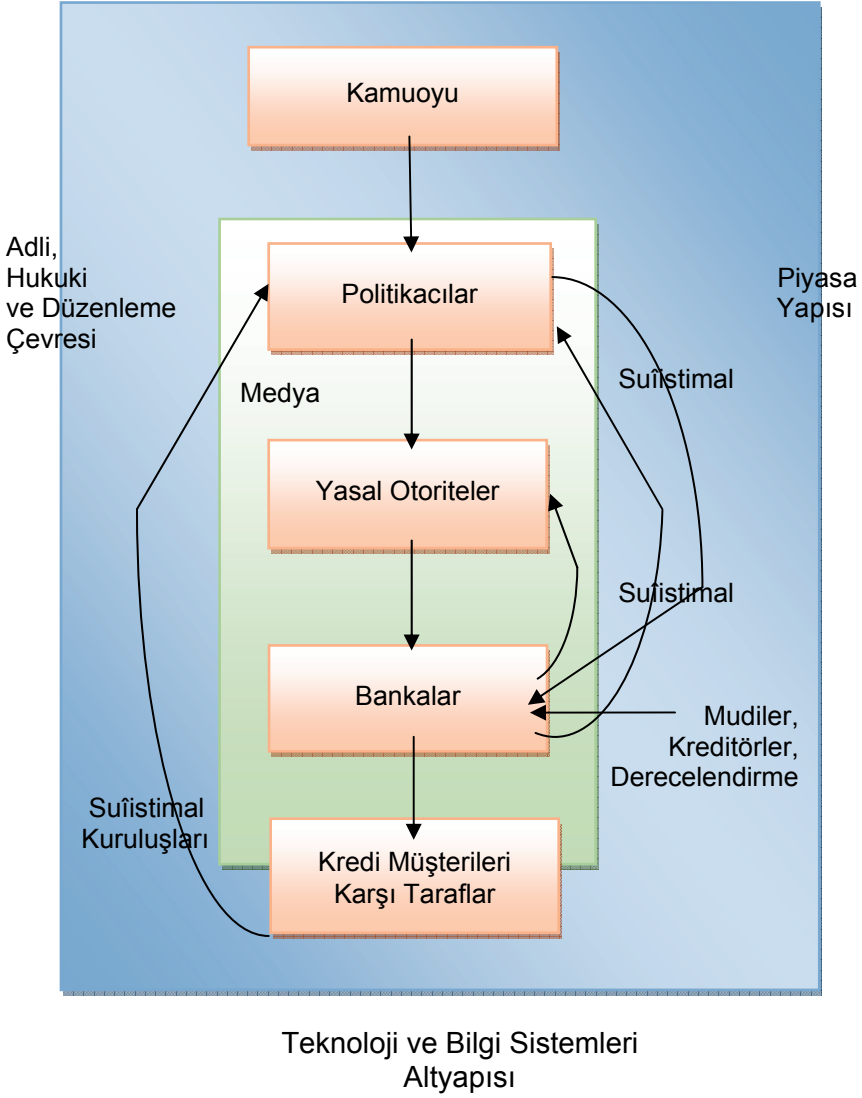 Kamuoyu
Adli,
Hukuki
ve Düzenleme
Çevresi
Politikacılar
Piyasa
Yapısı
Suîistimal
Medya
Yasal Otoriteler
Suîistimal
Bankalar
Mudiler,
Kreditörler,
Derecelendirme
Suîistimal
Kuruluşları
Kredi Müşterileri
Karşı Taraflar
Teknoloji ve Bilgi Sistemleri
Altyapısı